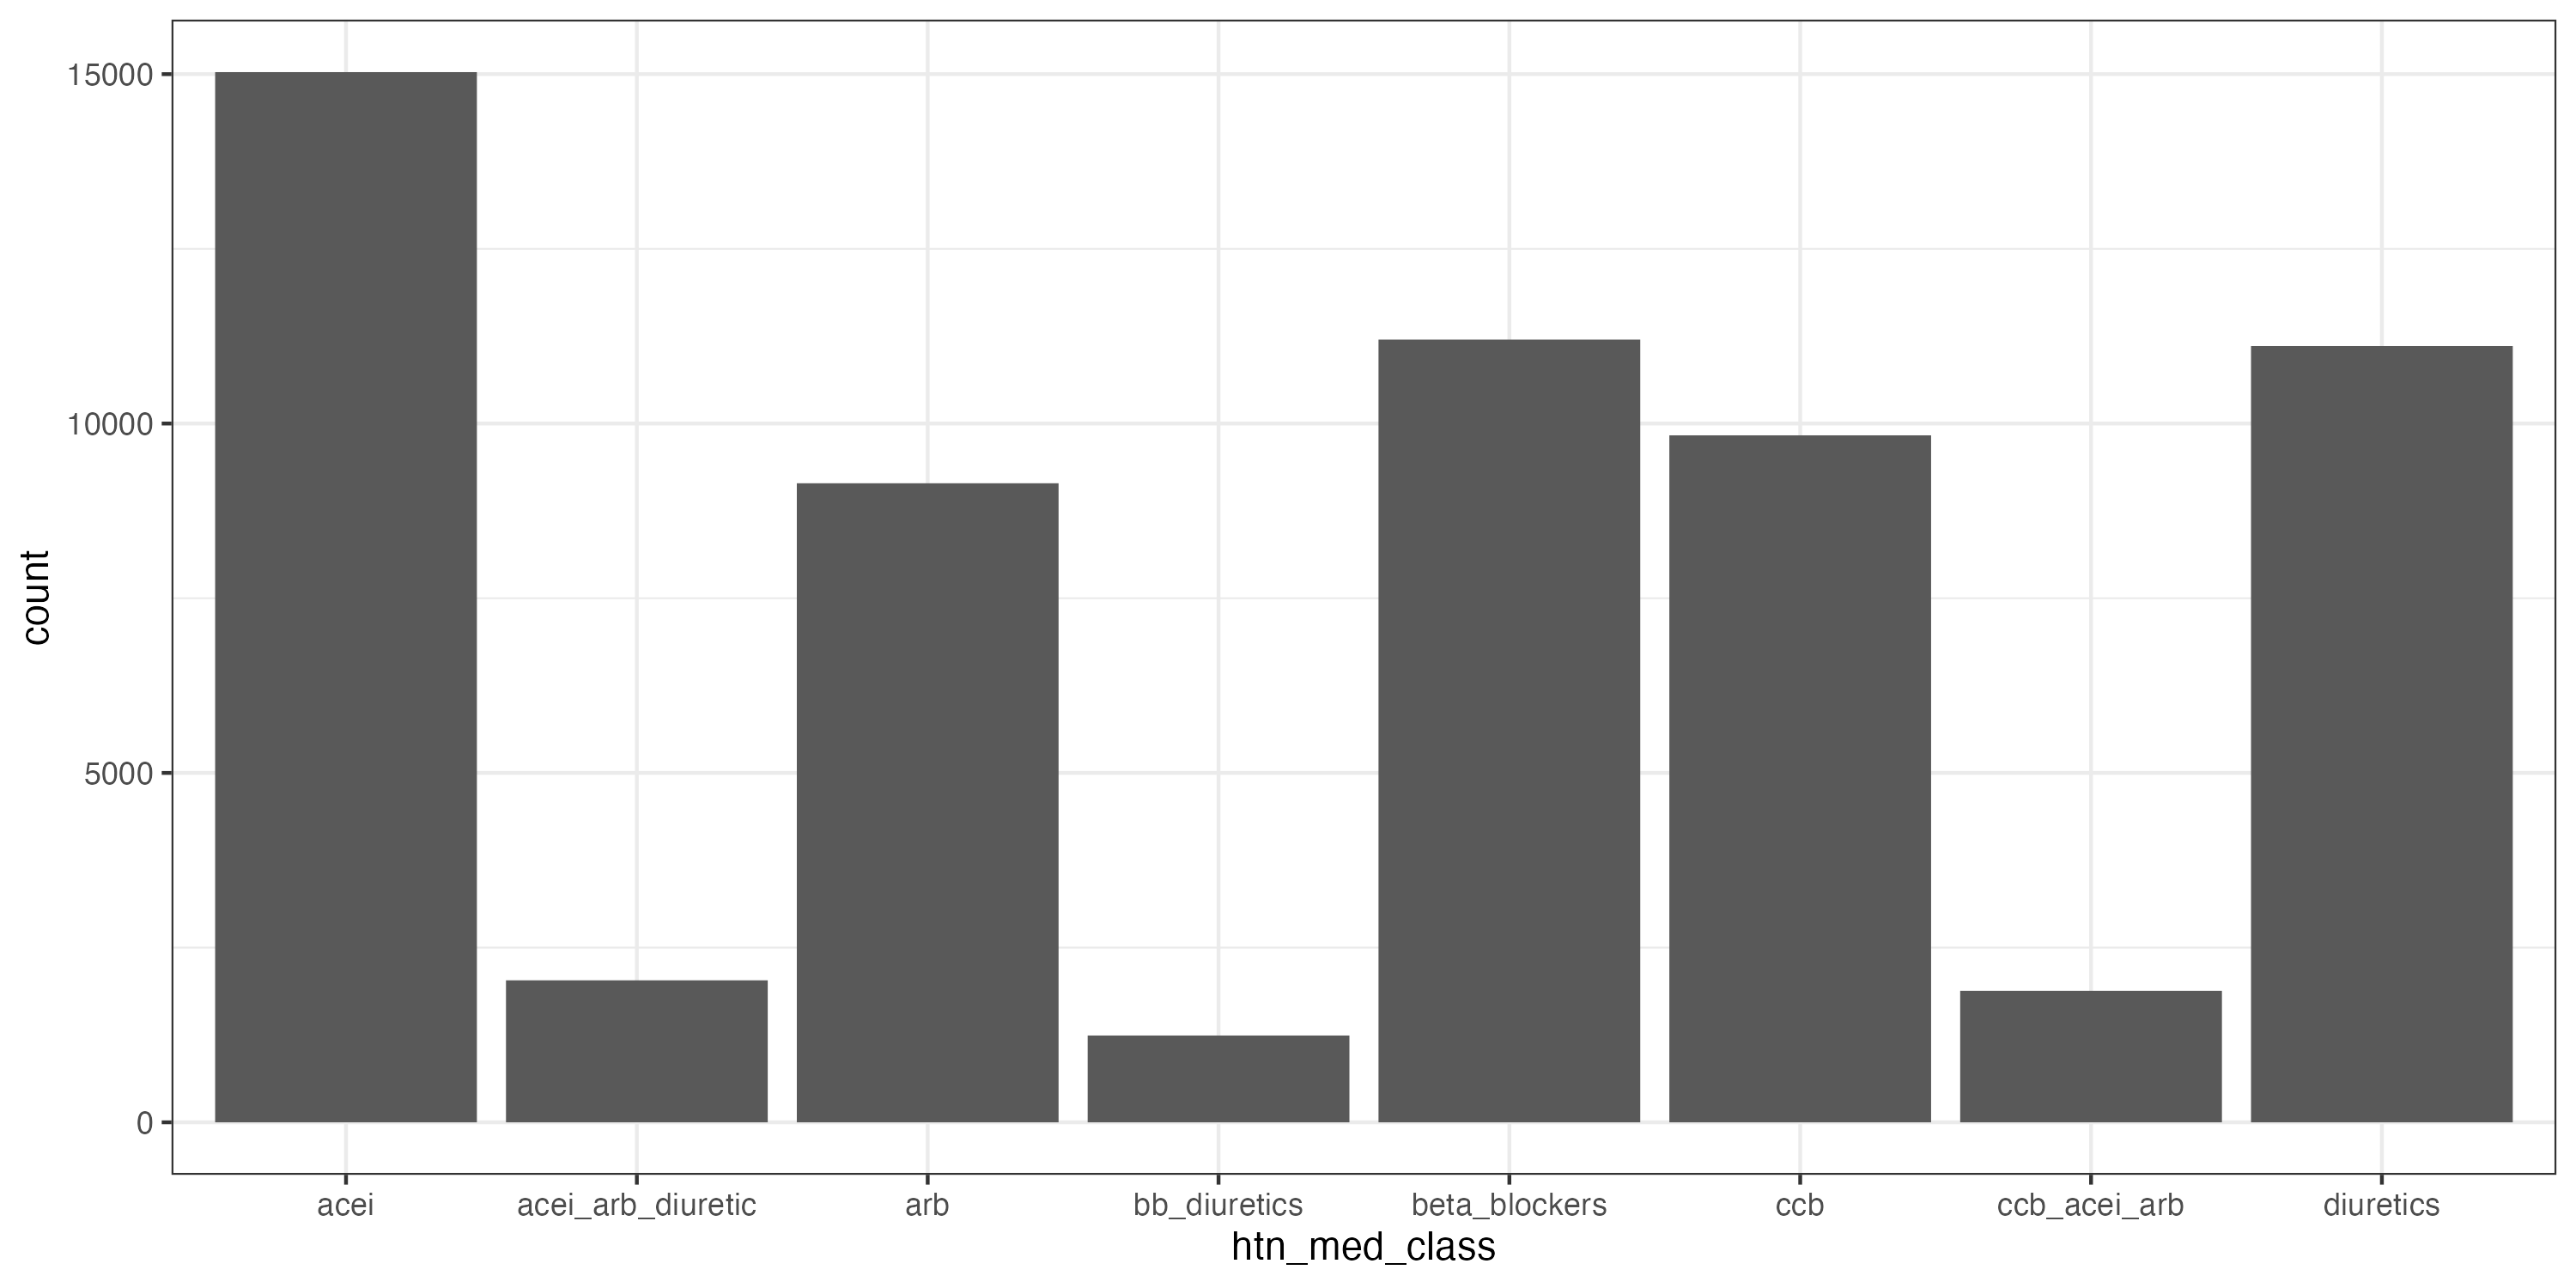 15000
10000
5000
0
count
acei acei_arb_diuretic arb bb_diuretics beta_blockers ccb ccb_acei_arb diuretics
htn_med_class